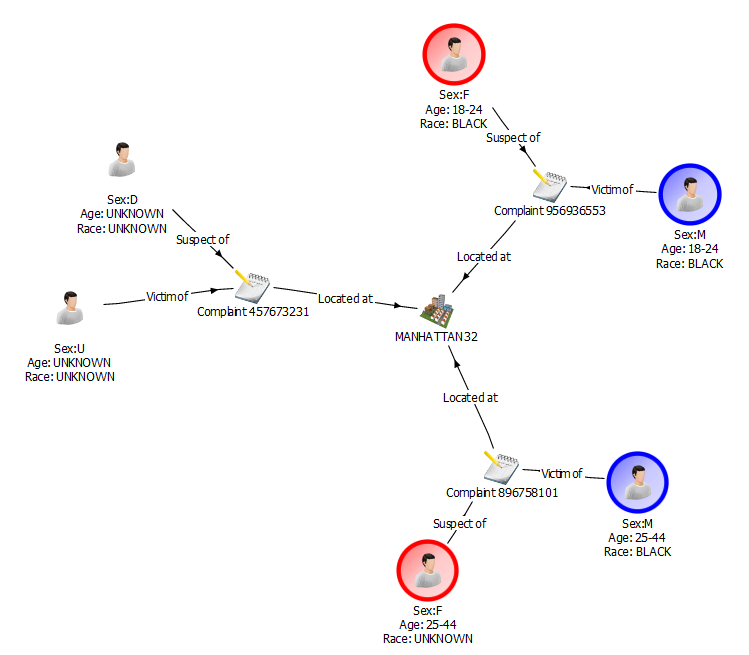 Sex:F
Age: 18-24
Race: BLACK
Suspect of
Complaint 956936553
Victim of
Sex:M
Age: 18-24
Race: BLACK
Located at
Sex:D
Age: UNKNOWN
Race: UNKNOWN
Suspect of
Victim of
Complaint 457673231
Located at
Sex:U
Age: UNKNOWN
Race: UNKNOWN
MANHATTAN 32
Located at
Complaint 896758101
Victim of
Sex:M
Age: 25-44
Race: BLACK
Suspect of
Sex:F
Age: 25-44
Race: UNKNOWN